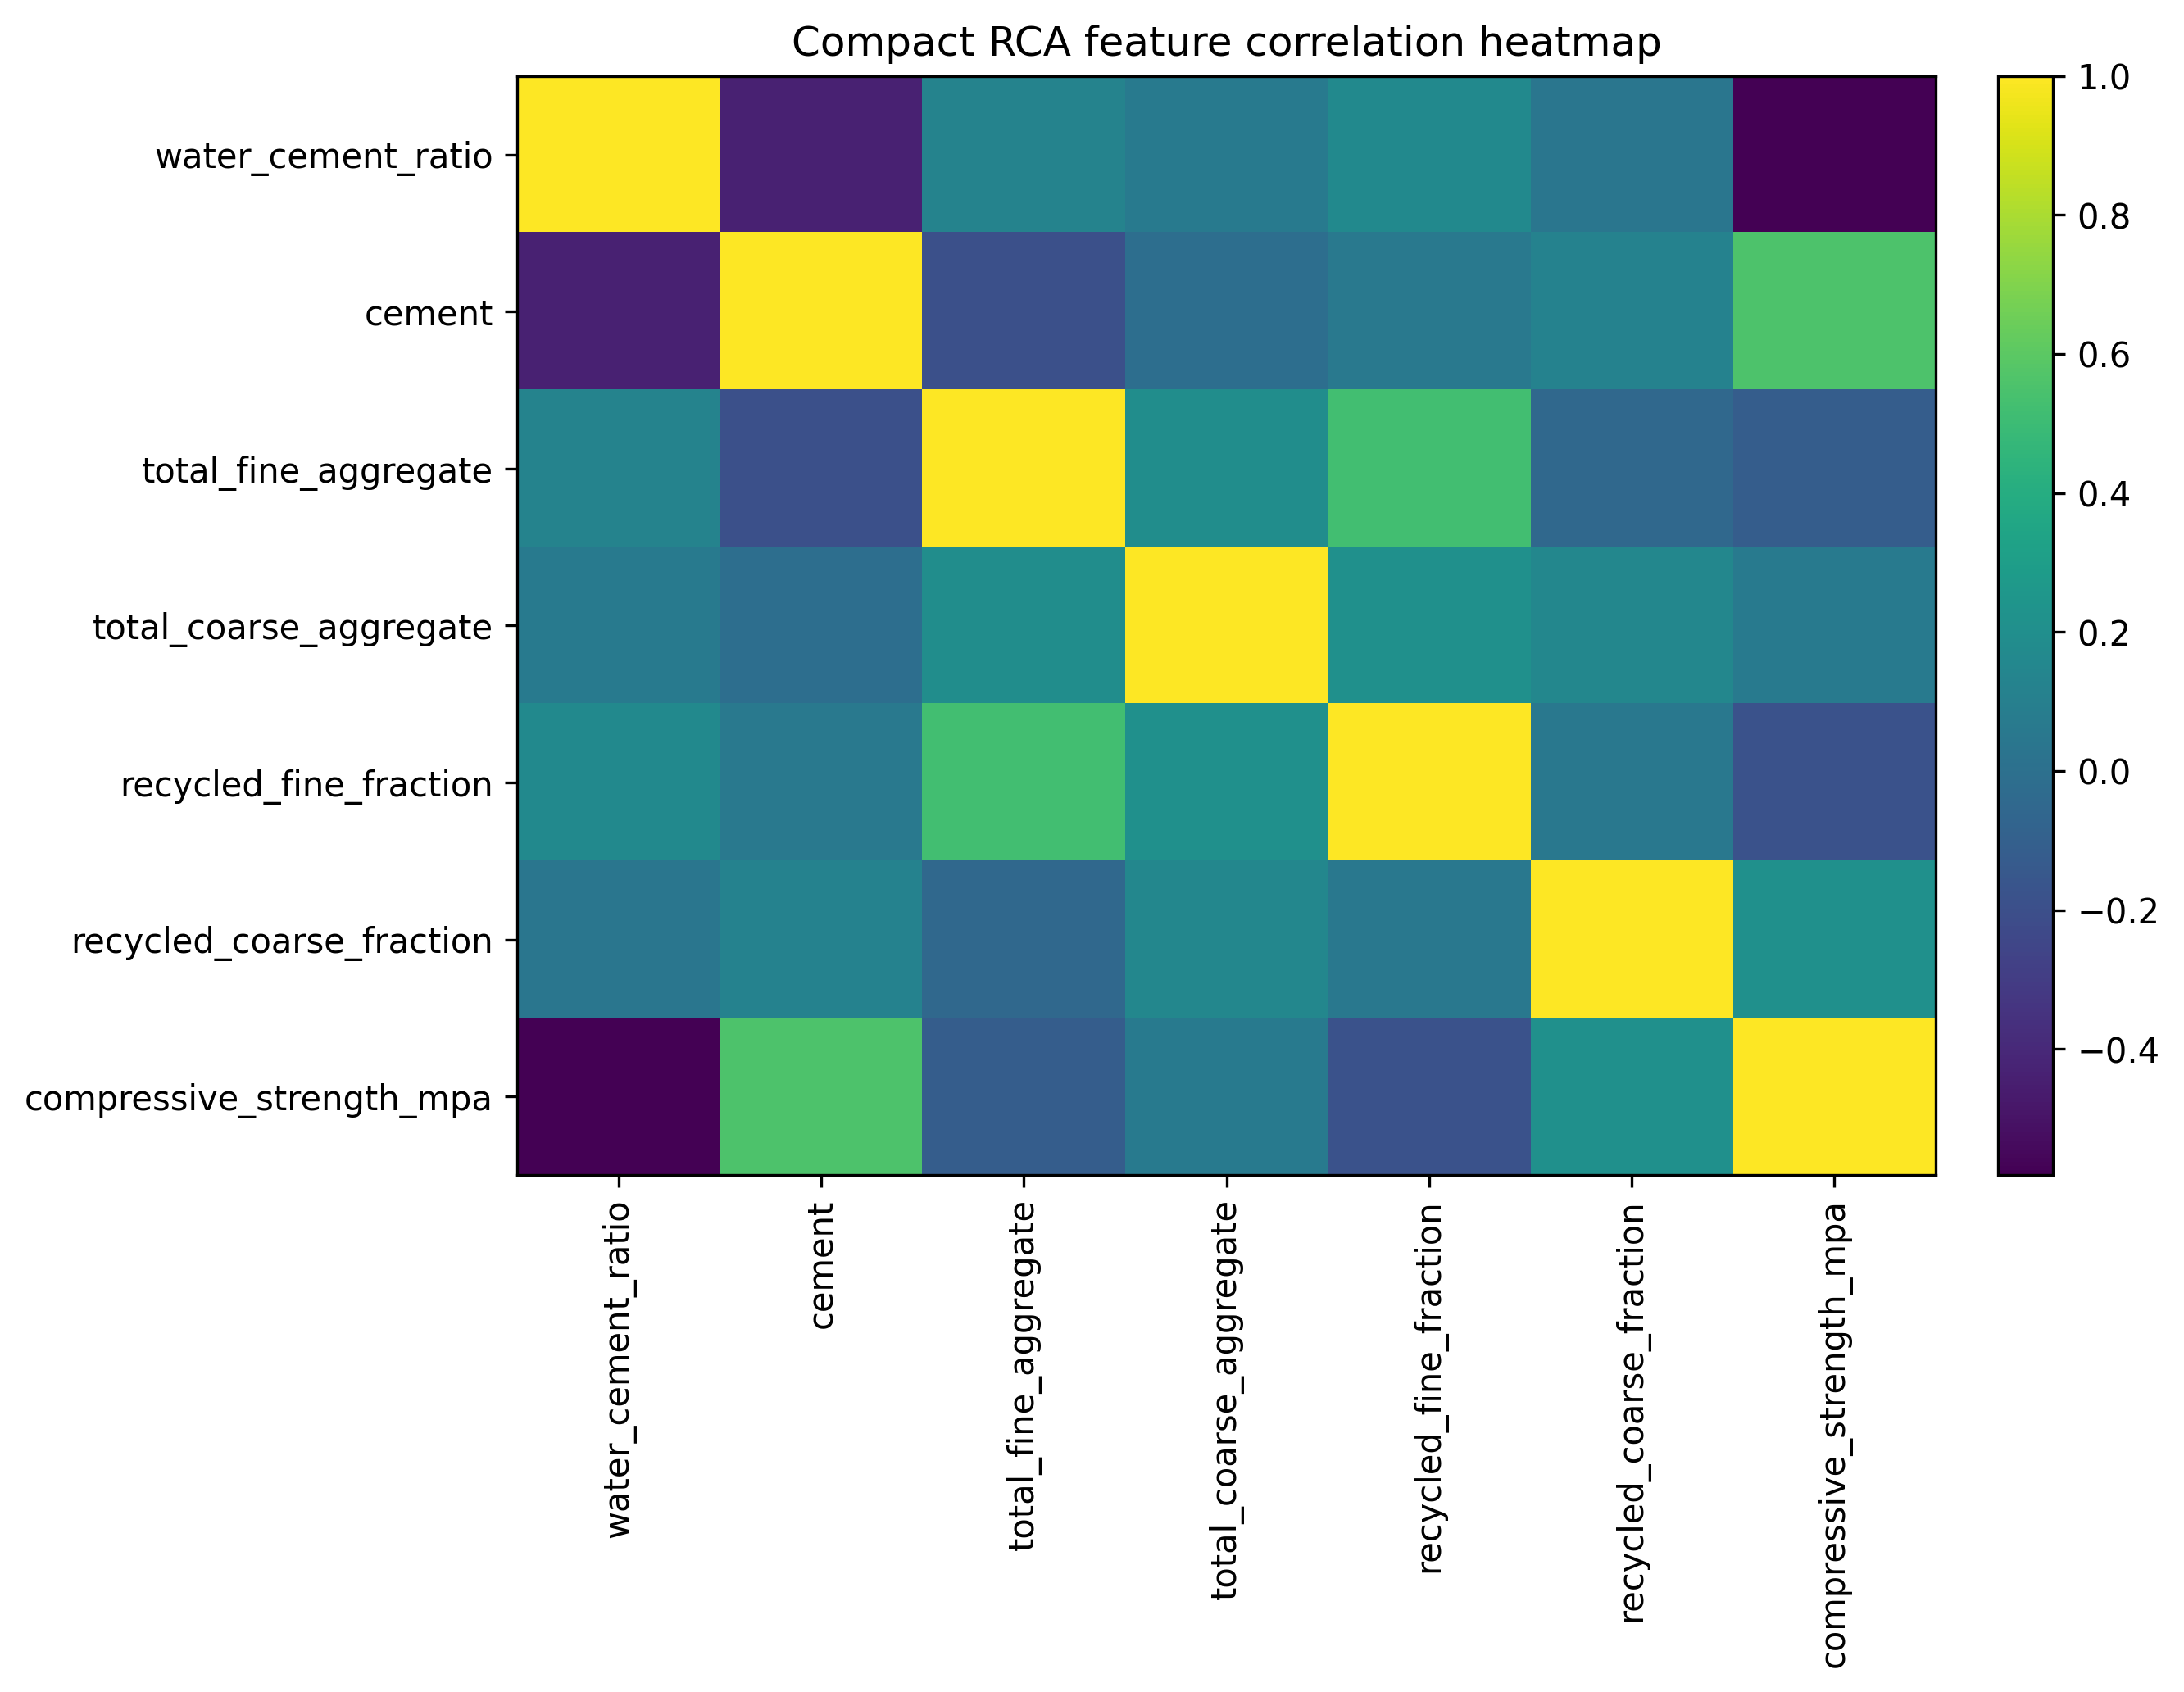 Compact RCA feature correlation heatmap
water_cement_ratio
cement
total_fine_aggregate
total_coarse_aggregate
recycled_fine_fraction
recycled_coarse_fraction
compressive_strength_mpa
water_cement_ratio
cement
total_fine_aggregate
total_coarse_aggregate
recycled_fine_fraction
recycled_coarse_fraction
compressive_strength_mpa
1.0
0.8
0.6
0.4
0.2
0.0
−0.2
−0.4